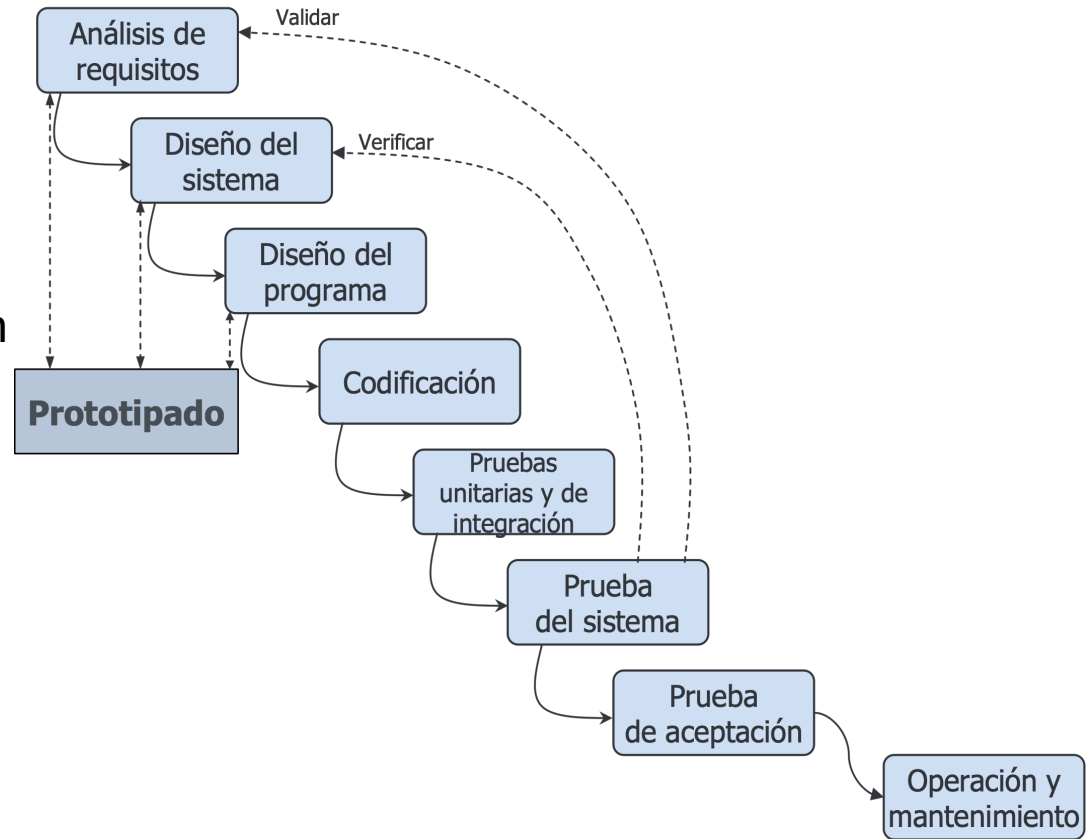 Validar
Análisis de
requisitos
Verificar
Diseño del
sistema
Diseño del
programa
n
Codificación
Prototipado
Pruebas
unitarias y de
integración
Prueba
del sistema
Prueba
de aceptación
Operación y
mantenimiento